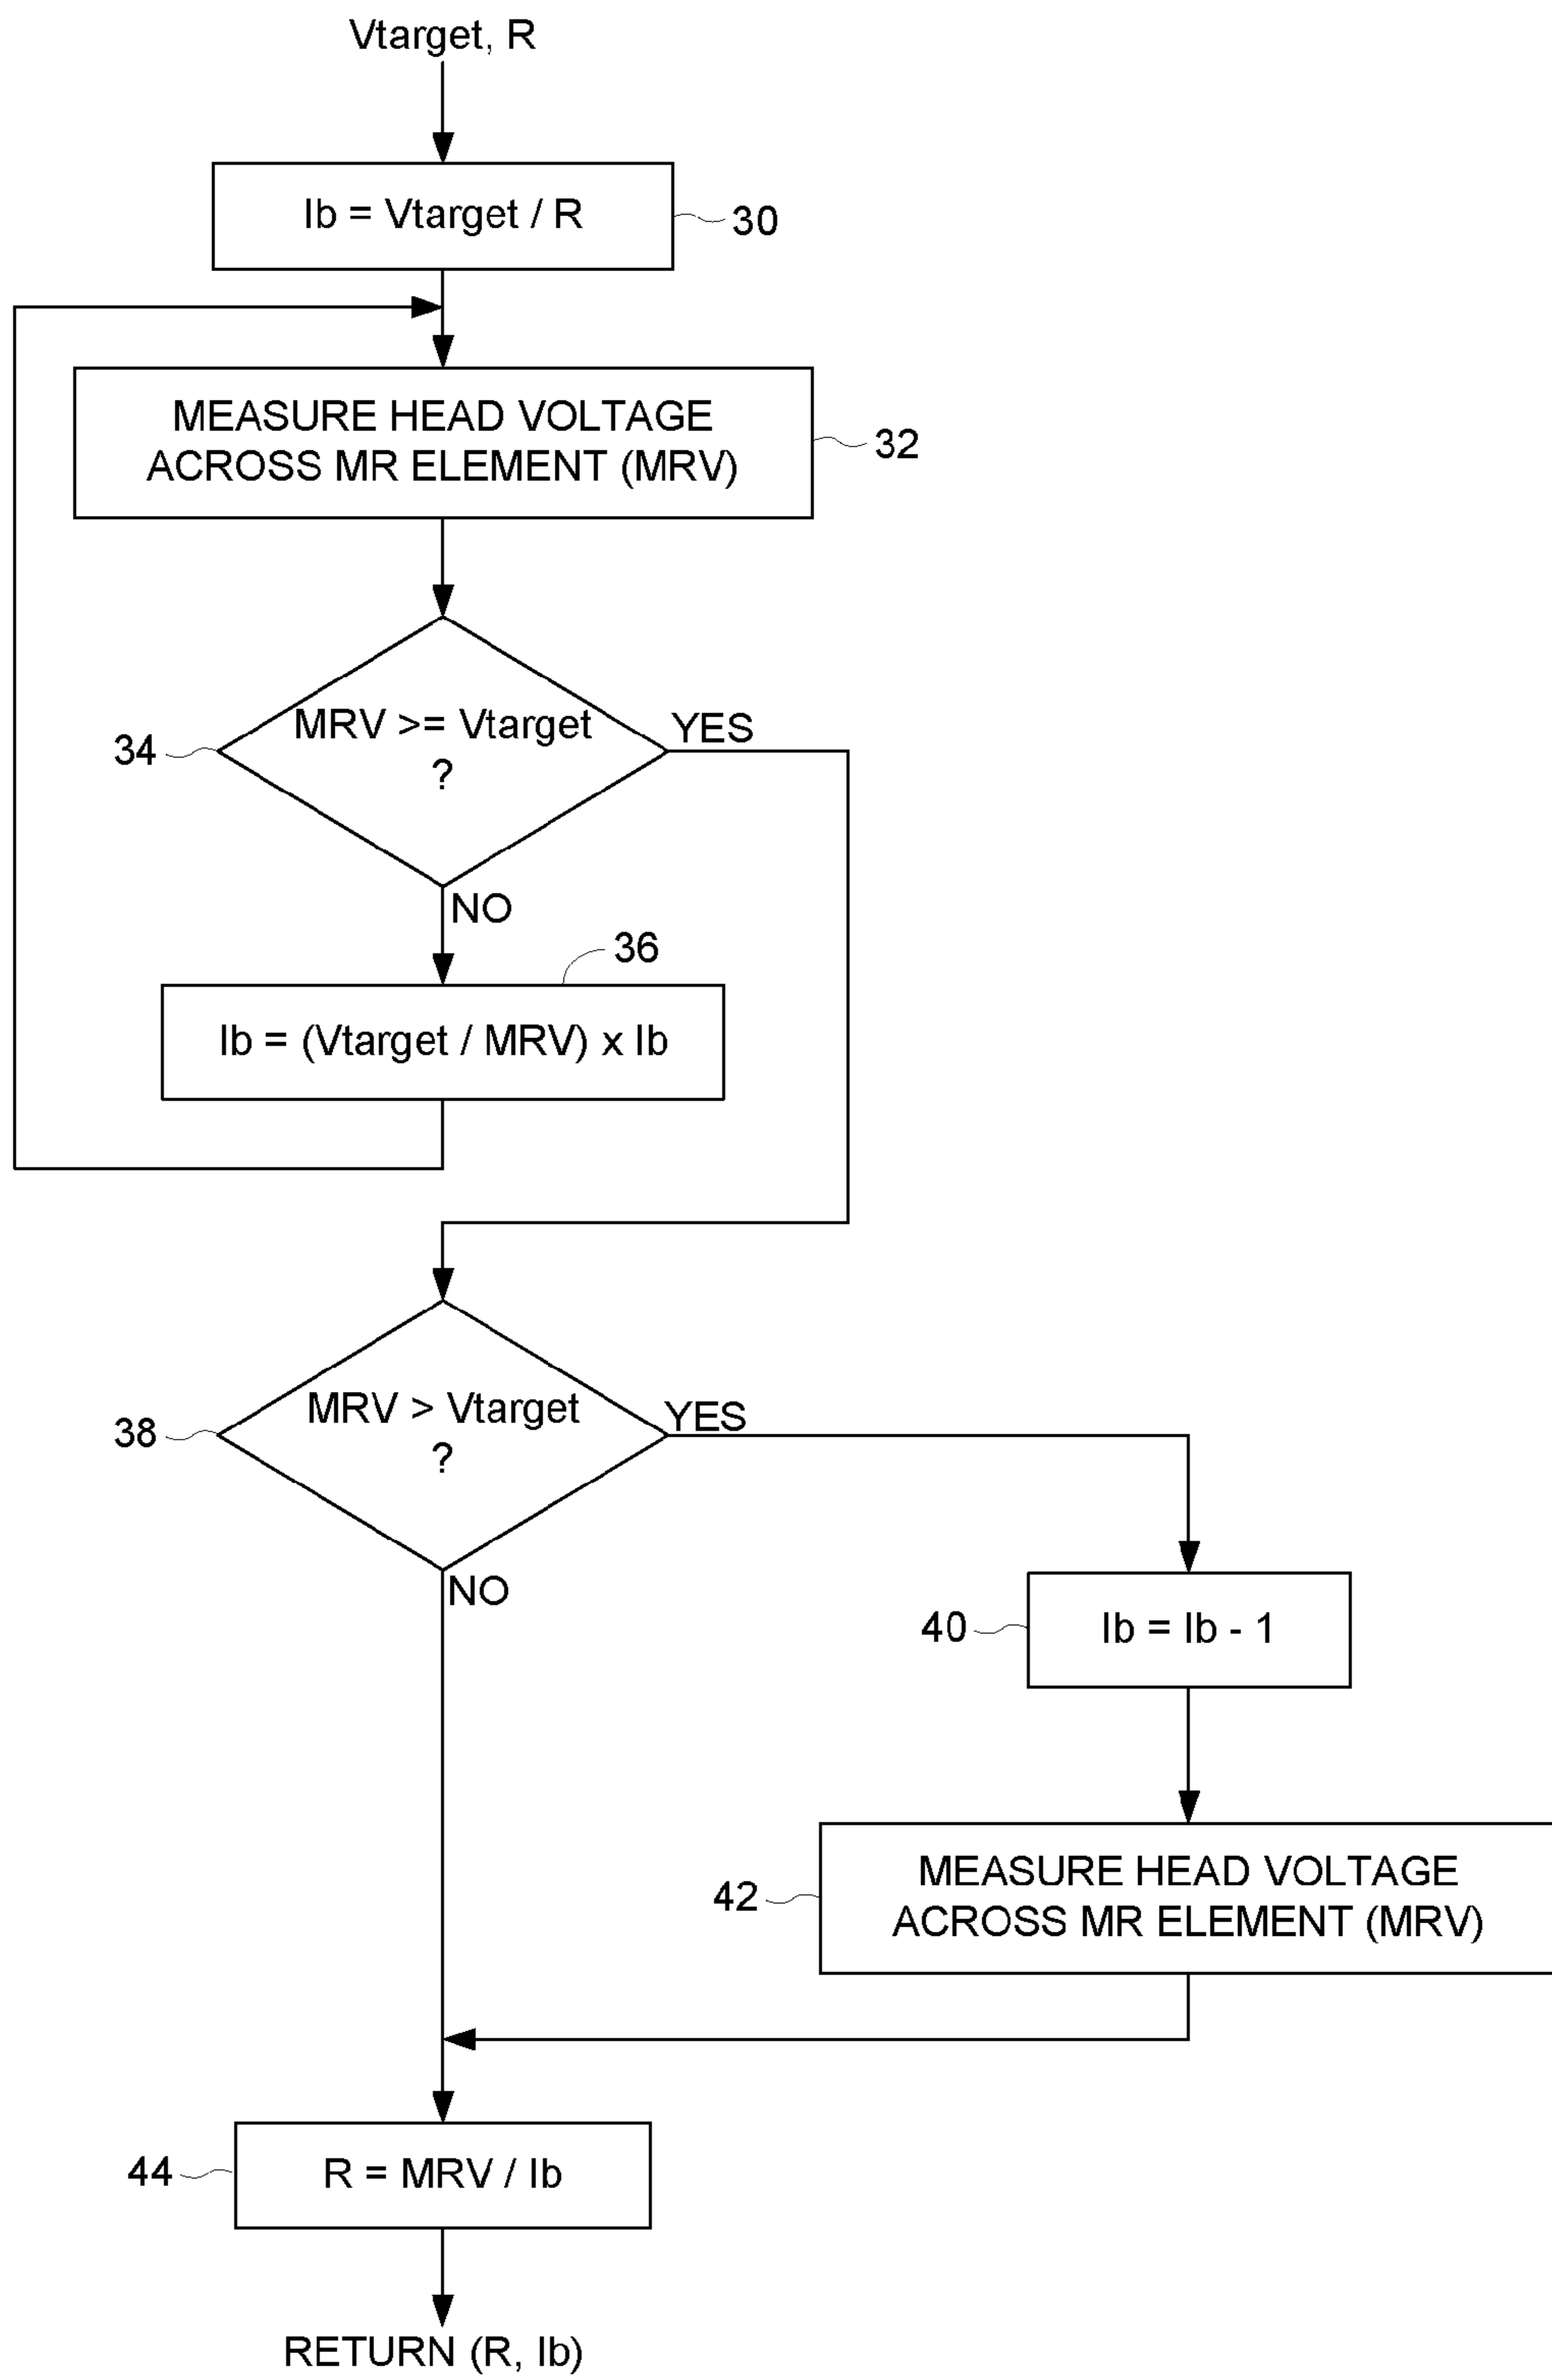 Vtarget, R
Ib = Vtarget / R
30
MEASURE HEAD VOLTAGE
ACROSS MR ELEMENT (MRV)
32
MRV >= Vtarget
?
34
YES
NO
36
Ib = (Vtarget / MRV) x Ib
MRV > Vtarget
?
38
YES
NO
40
Ib = Ib - 1
MEASURE HEAD VOLTAGE
ACROSS MR ELEMENT (MRV)
42
44
R = MRV / Ib
RETURN (R, Ib)